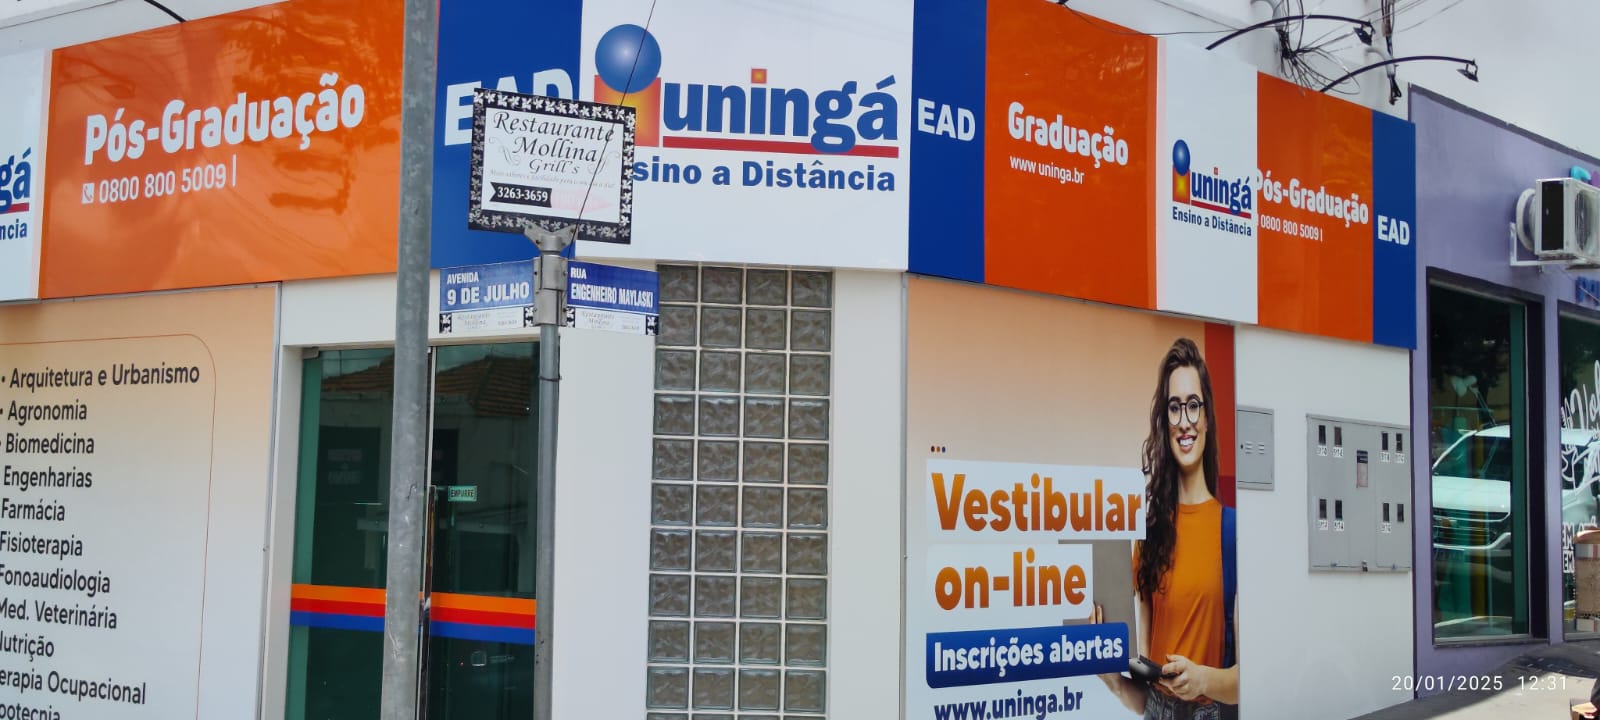 Pós-Graduação
0800 800 5009 |
EAD
uningá
Ensino a Distância
EAD
Graduação
www.uninga.br
uningá
Ensino a Distância
Pós-Graduação
0800 800 5009 |
EAD
Restaurante
Mollina
Grill's
3263-3659
AVENIDA
9 DE JULHO
RUA
ENGENHEIRO MAYLASKI
• Arquitetura e Urbanismo
• Agronomia
Biomedicina
Engenharias
Farmácia
Fisioterapia
Fonoaudiologia
Med. Veterinária
Nutrição
erapia Ocupacional
EMPURRE
Vestibular
on-line
Inscrições abertas
www.uninga.br
20/01/2025 12:31